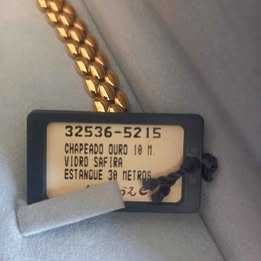 32536-5215
CHAPEADO OURO 10 M.
VIDRO SAFIRA
ESTANQUE 30 METROS